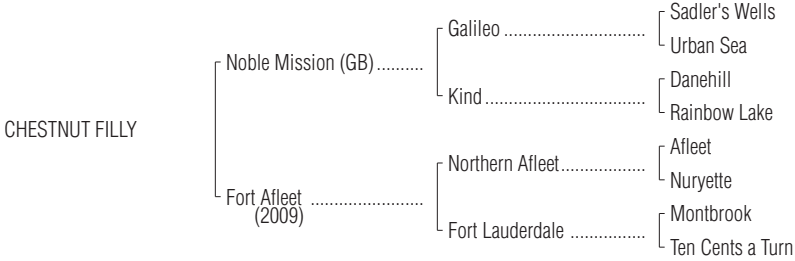 Sadler's Wells
Galileo ..............................
Urban Sea
Noble Mission (GB) ..........
Danehill
Kind ..................................
Rainbow Lake
CHESTNUT FILLY
Afleet
Northern Afleet ..................
Nuryette
Fort Afleet ........................
(2009)
Montbrook
Fort Lauderdale ................
Ten Cents a Turn